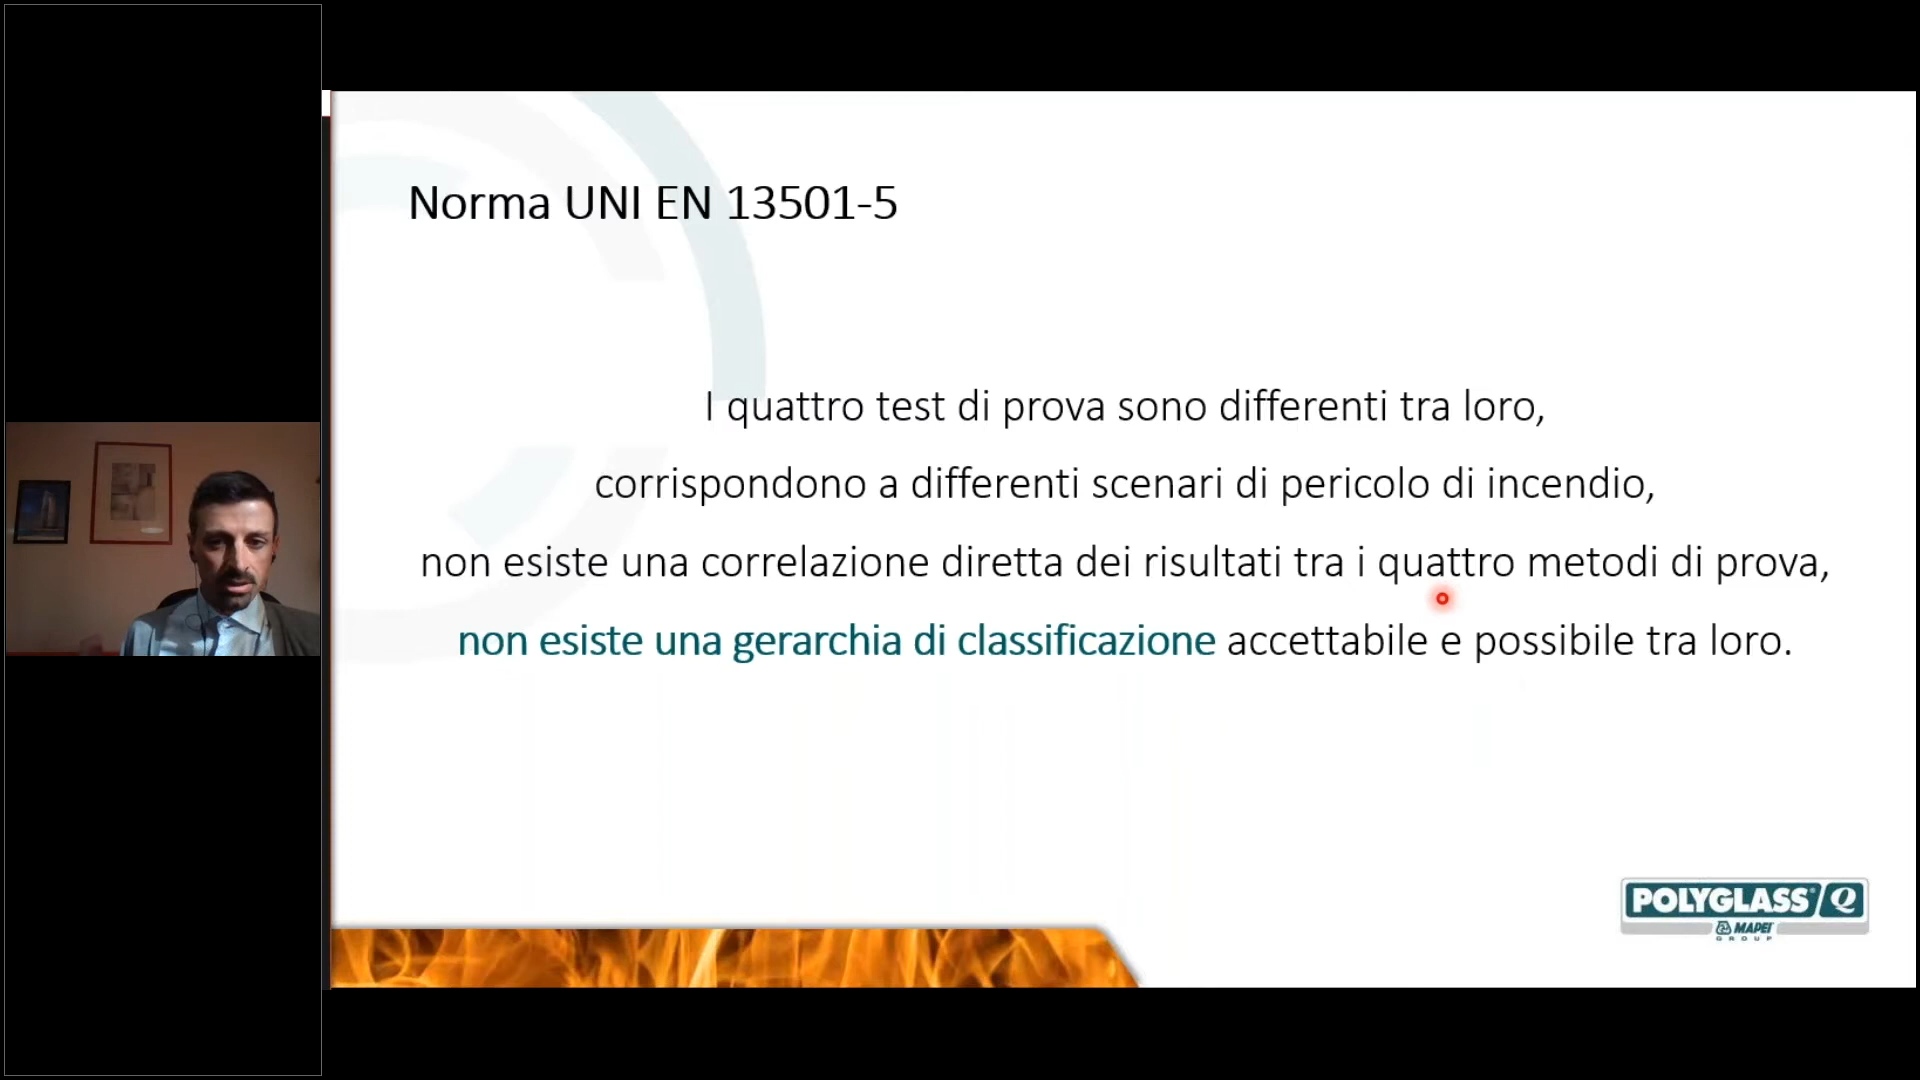 Norma UNI EN 13501-5
I quattro test di prova sono differenti tra loro,
corrispondono a differenti scenari di pericolo di incendio,
non esiste una correlazione diretta dei risultati tra i quattro metodi di prova,
non esiste una gerarchia di classificazione accettabile e possibile tra loro.
POLYGLASS® Q
MAPEI
GROUP